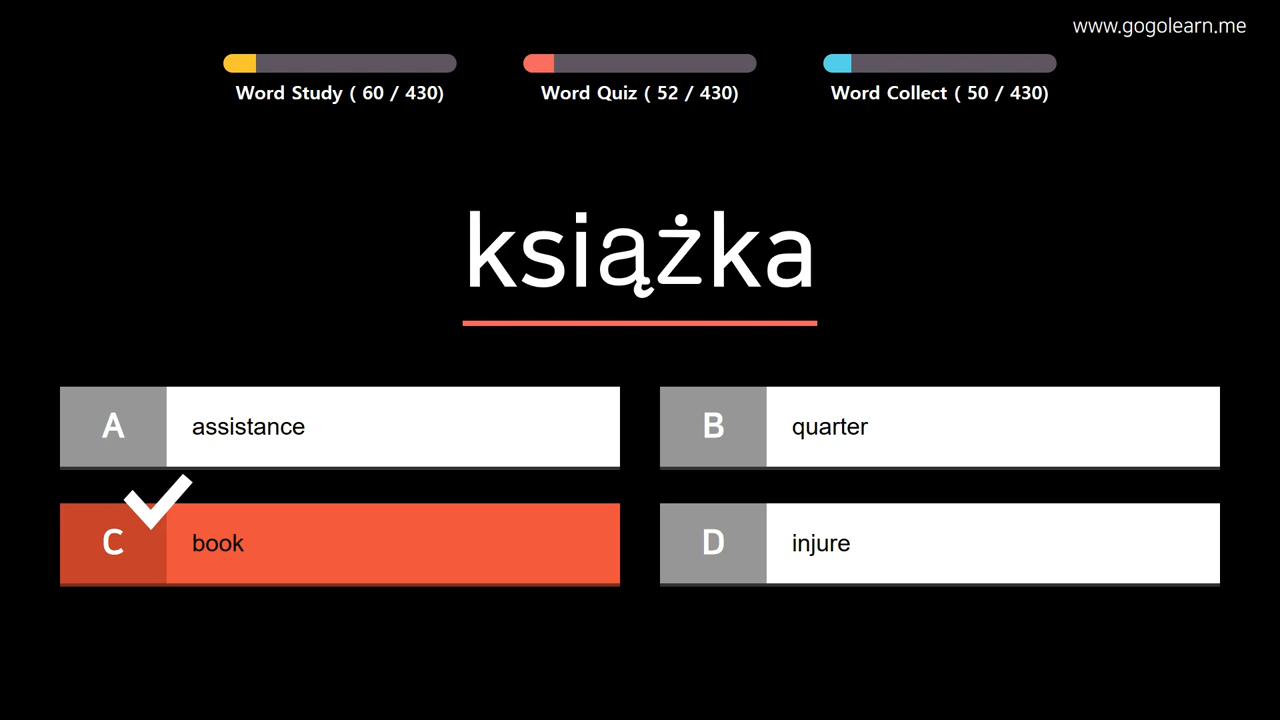 www.gogolearn.me
Word Study ( 60 / 430)
Word Quiz ( 52 / 430)
Word Collect ( 50 / 430)
książka
A assistance
B quarter
C book
D injure